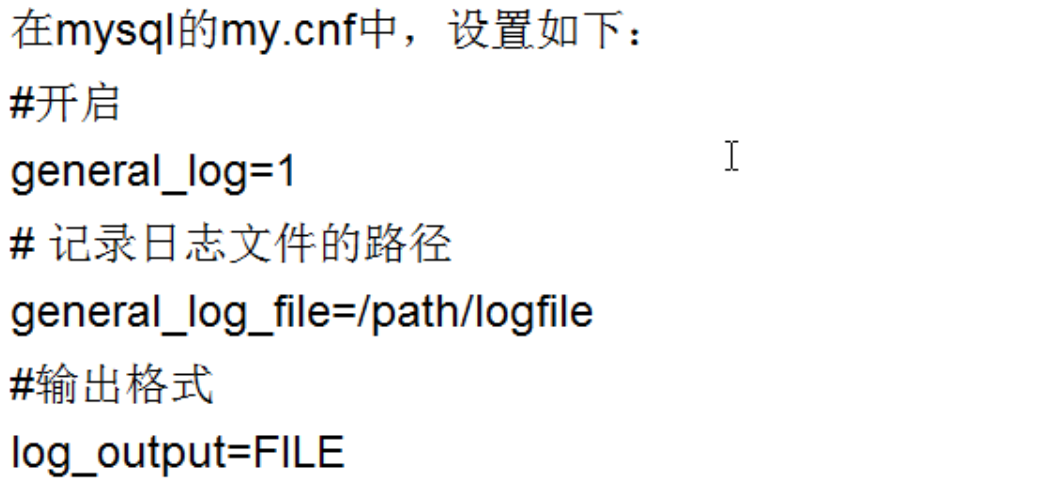 在mysql的my.cnf中，设置如下：
#开启
general_log=1
# 记录日志文件的路径
general_log_file=/path/logfile
#输出格式
log_output=FILE